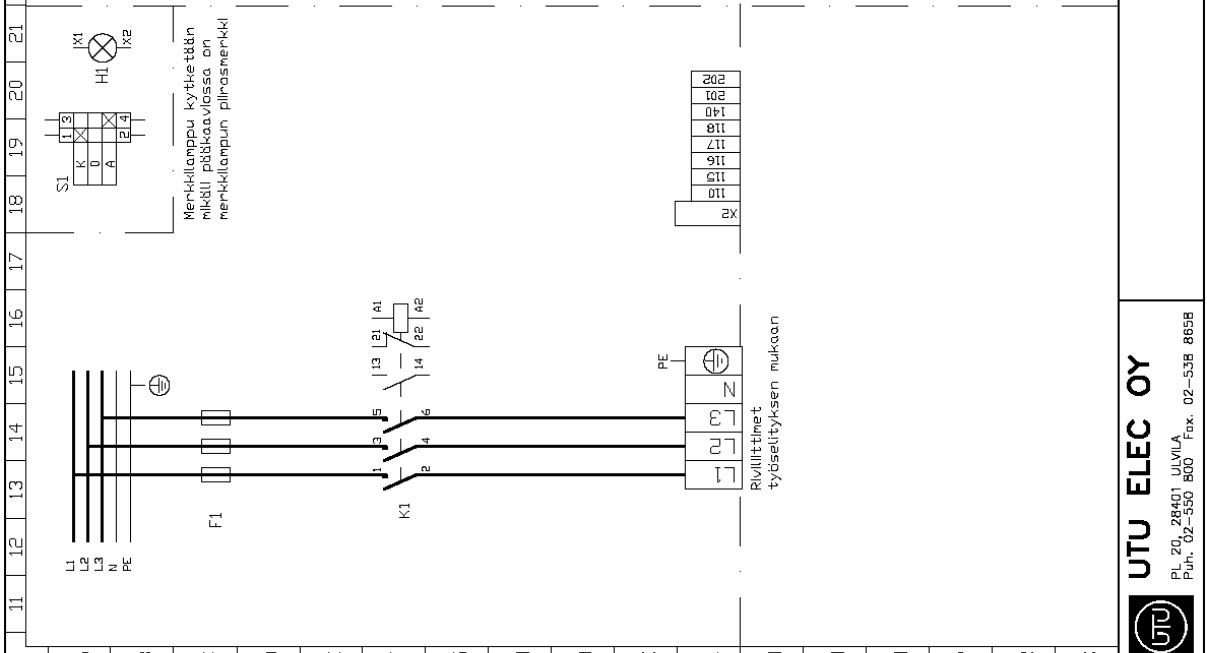 11 12 13 14 15 16 17 18 19 20 21
L1
L2
L3
N
PE
F1
K1
1 2
3 4
5 6
13 14
21 22
A1 A2
S1
K
0
A
1 3
2 4
H1
X1 X2
Merkkilamppu kytketään
mikäli pääkaaviossa on
merkkilampun piirosmerkki
L1 L2 L3 N
PE
Riviliittimet
työselityksen mukaan
X2
110 115 116 117 118 140 201 202
UTU
UTU ELEC OY
PL 20, 28401 ULVILA
Puh. 02-550 800 Fax. 02-538 8658